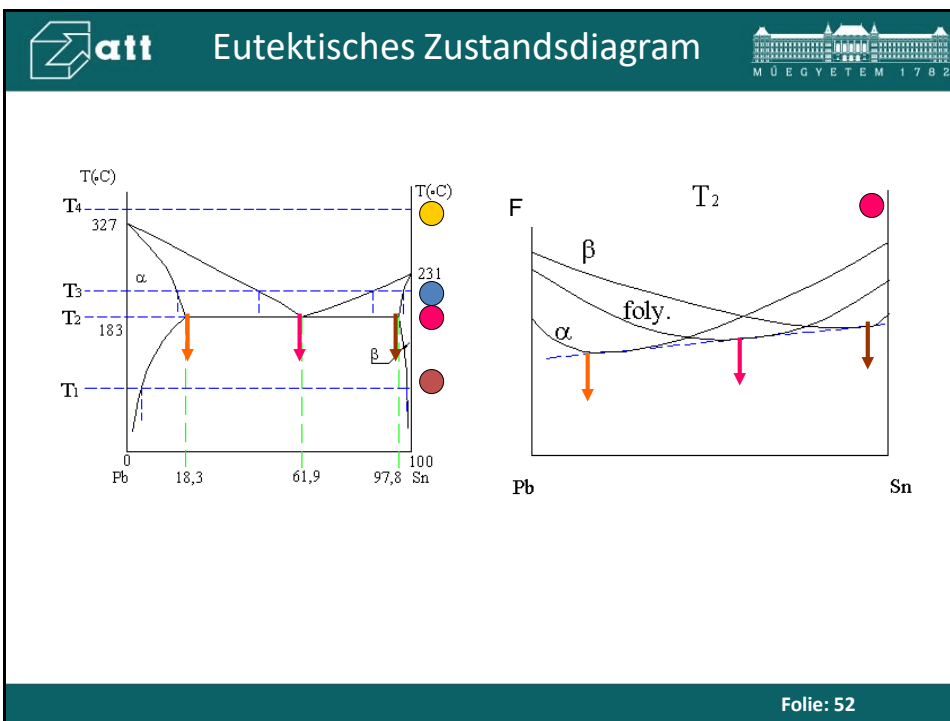 att
Eutektisches Zustandsdiagram
MŰEGYETEM 1782
T(∘C)
T4
327
α
T3
T2
183
T1
0
Pb
18,3
61,9
97,8
100
Sn
T(∘C)
231
β
F
T2
β
foly.
α
Pb
Sn
Folie: 52